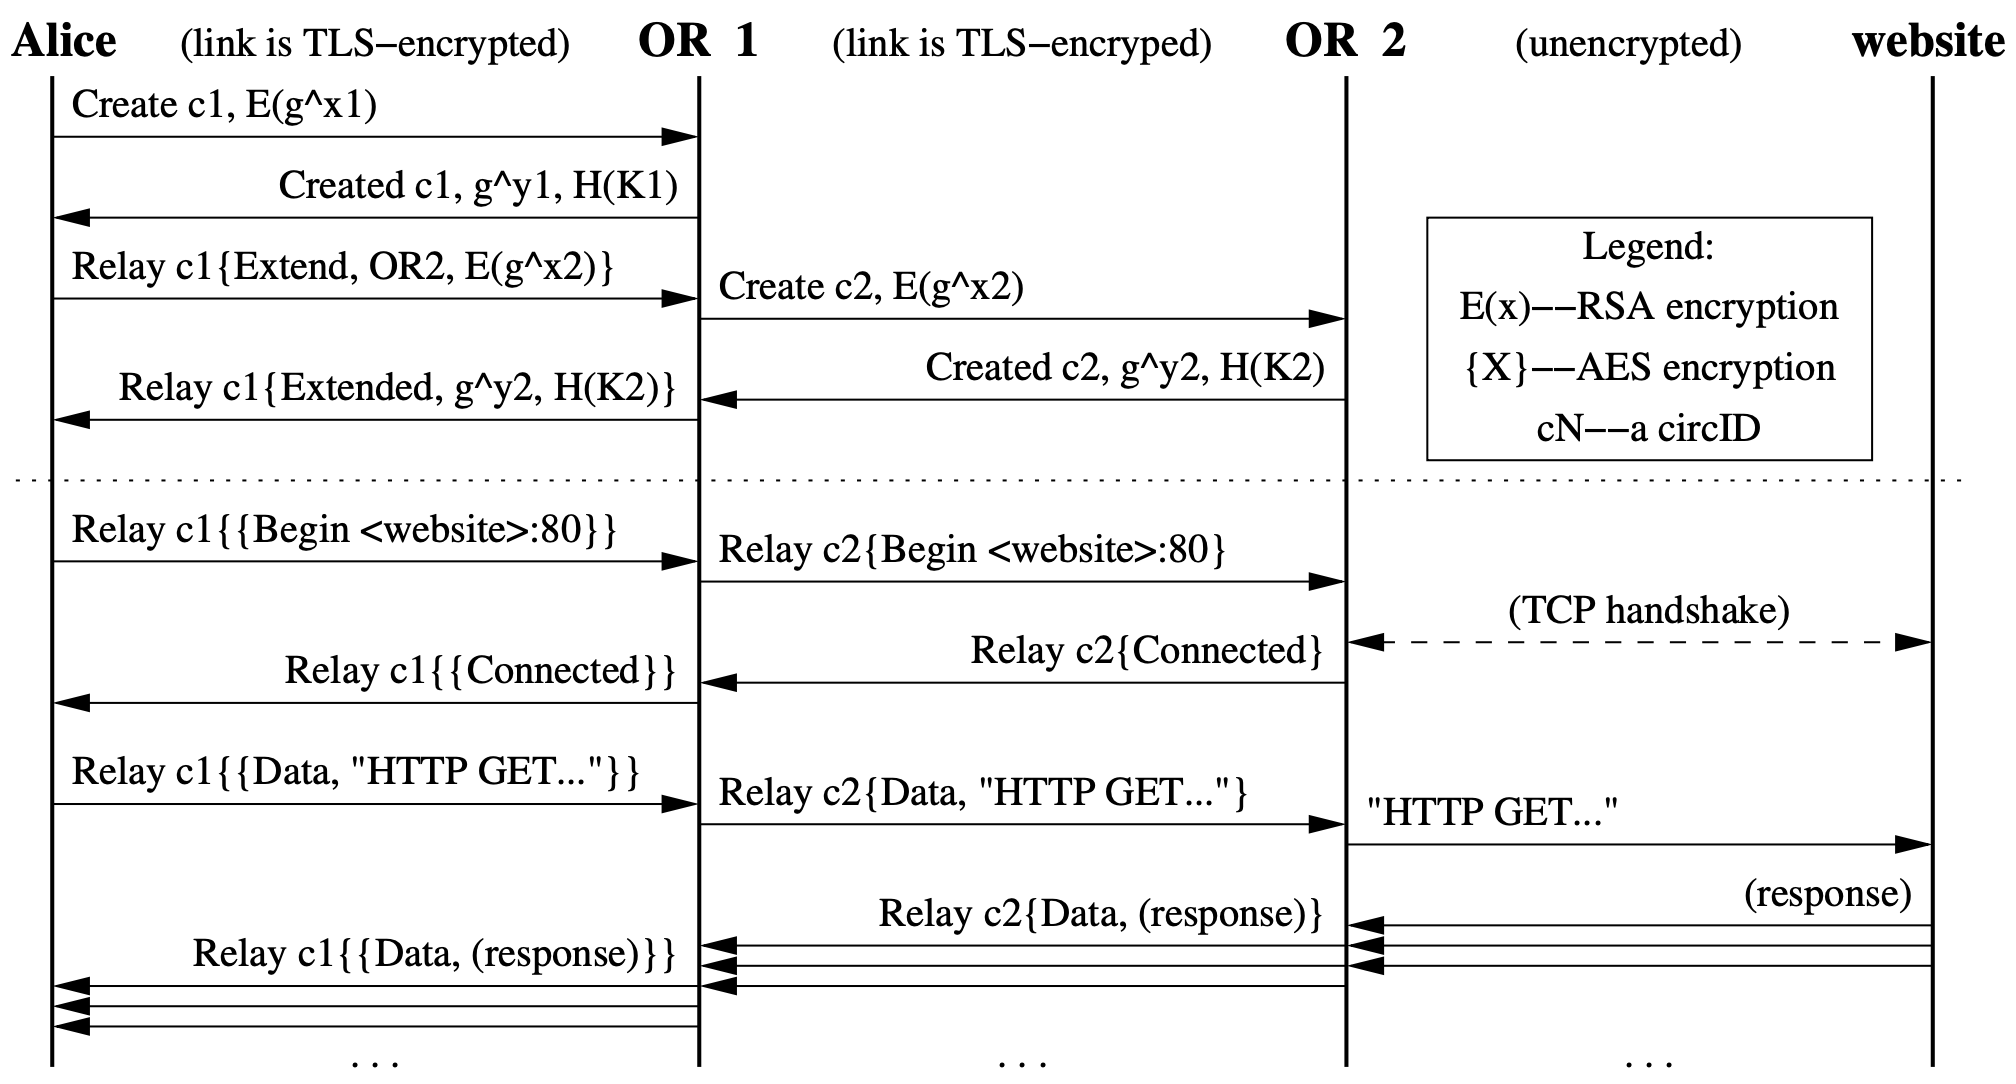 Alice (link is TLS−encrypted) OR 1 (link is TLS−encryped) OR 2 (unencrypted) website
Create c1, E(g^x1)
Created c1, g^y1, H(K1)
Relay c1{Extend, OR2, E(g^x2)}
Create c2, E(g^x2)
Created c2, g^y2, H(K2)
Relay c1{Extended, g^y2, H(K2)}
Legend:
E(x)−−RSA encryption
{X}−−AES encryption
cN−−a circID
Relay c1{{Begin <website>:80}}
Relay c2{Begin <website>:80}
(TCP handshake)
Relay c2{Connected}
Relay c1{{Connected}}
Relay c1{{Data, "HTTP GET..."}}
Relay c2{Data, "HTTP GET..."}
"HTTP GET..."
(response)
Relay c2{Data, (response)}
Relay c1{{Data, (response)}}
. . . . . . . . .